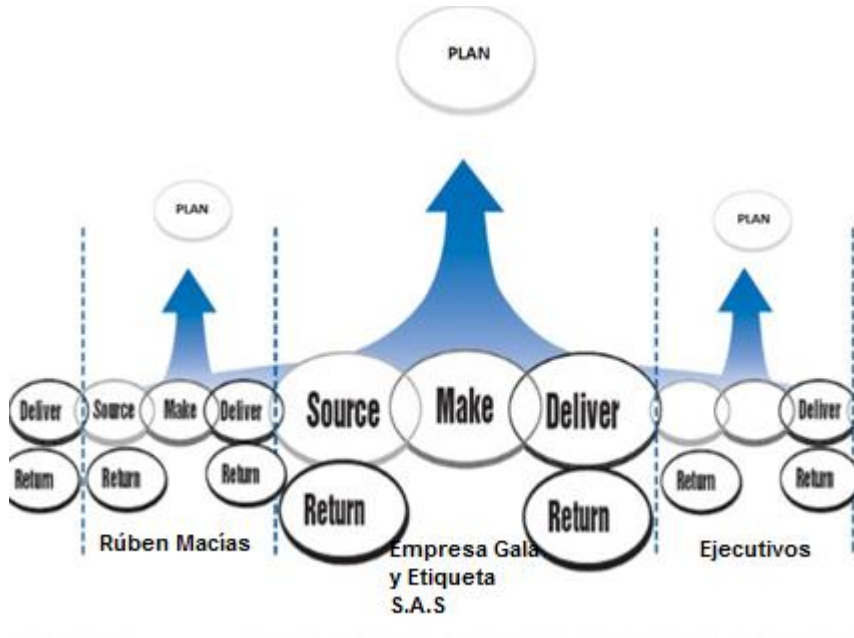 PLAN
PLAN
PLAN
Deliver
Source
Make
Deliver
Source
Make
Deliver
Deliver
Return
Return
Return
Return
Return
Return
Return
Rúben Macías
Empresa Gala
y Etiqueta
S.A.S
Ejecutivos